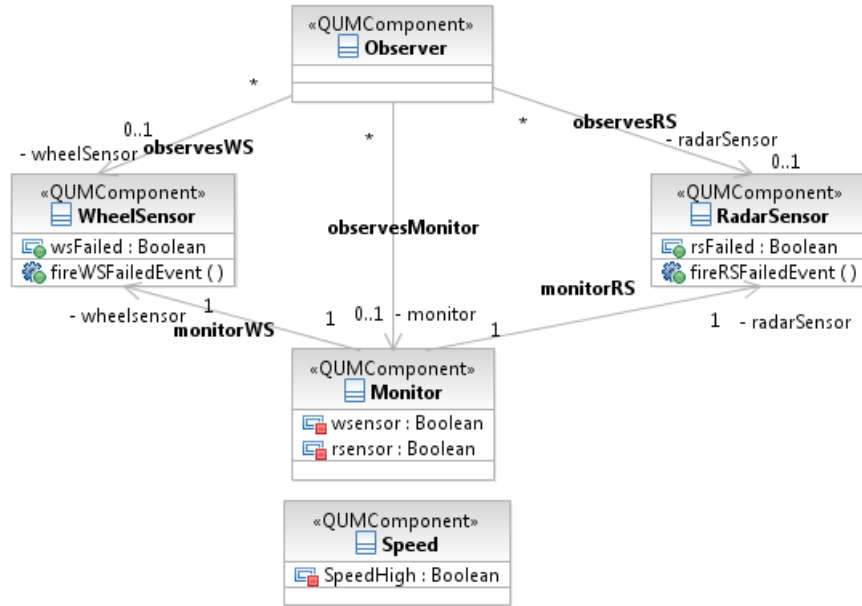 «QUMComponent»
Observer
*
*
*
0..1
observesWS
- wheelSensor
observesRS
- radarSensor
0..1
«QUMComponent»
WheelSensor
wsFailed : Boolean
fireWSFailedEvent ( )
observesMonitor
«QUMComponent»
RadarSensor
rsFailed : Boolean
fireRSFailedEvent ( )
1
- wheelsensor
monitorWS
1
0..1
- monitor
monitorRS
1
1
- radarSensor
«QUMComponent»
Monitor
wsensor : Boolean
rsensor : Boolean
«QUMComponent»
Speed
SpeedHigh : Boolean